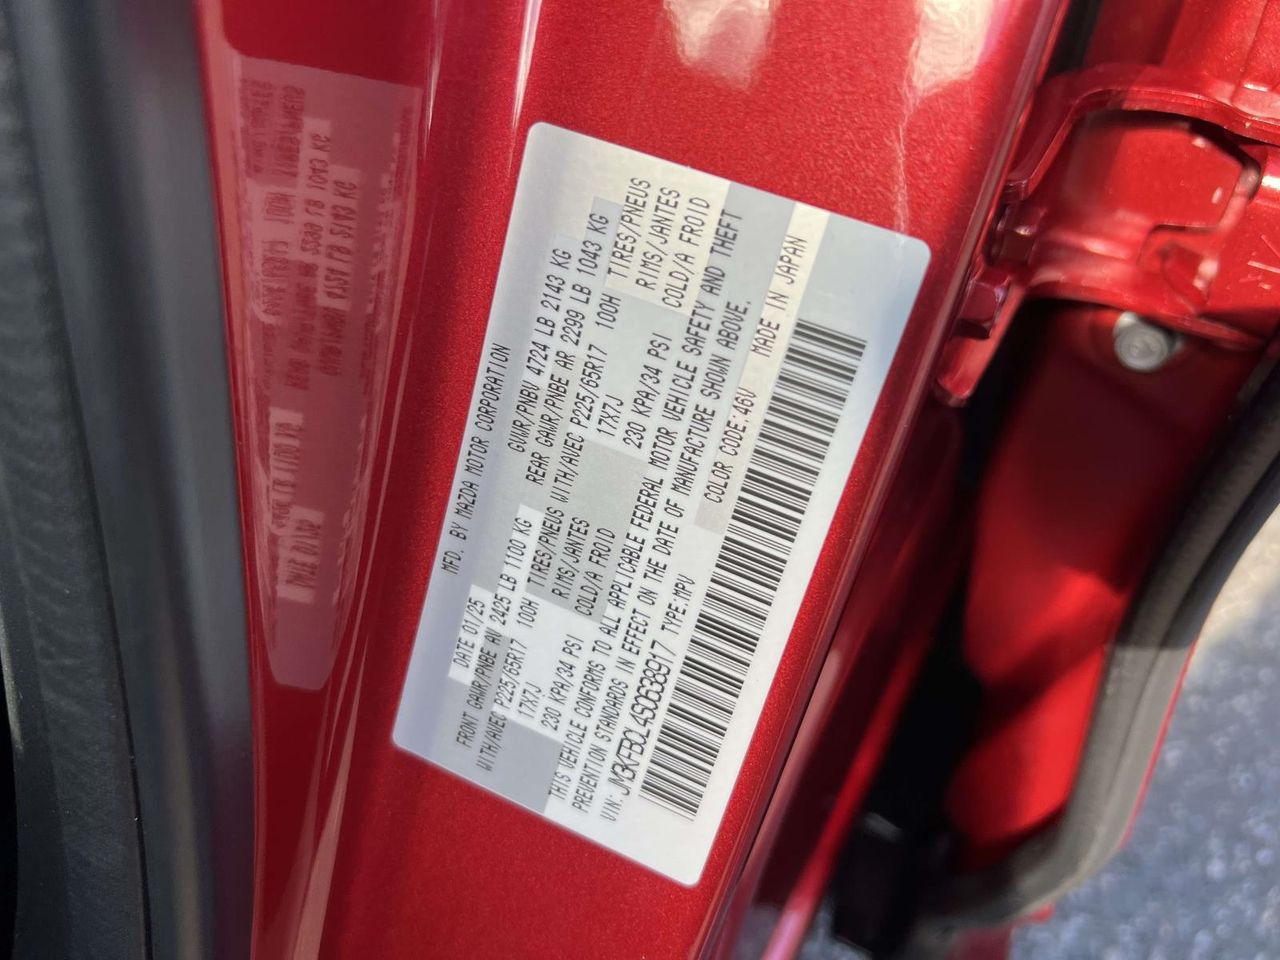 MFD. BY MAZDA MOTOR CORPORATION
DATE 01/25 GVWR/PNBV 4724 LB 2143 KG
FRONT GAWR/PNBE AV 2425 LB 1100 KG REAR GAWR/PNBE AR 2299 LB 1043 KG
WITH/AVEC P225/65R17 100H TIRES/PNEUS WITH/AVEC P225/65R17 100H TIRES/PNEUS
17X7J RIMS/JANTES 17X7J RIMS/JANTES
230 KPA/34 PSI COLD/A FROID 230 KPA/34 PSI COLD/A FROID
THIS VEHICLE CONFORMS TO ALL APPLICABLE FEDERAL MOTOR VEHICLE SAFETY AND THEFT
PREVENTION STANDARDS IN EFFECT ON THE DATE OF MANUFACTURE SHOWN ABOVE.
VIN: JM3KFBCL4S0638917 TYPE:MPV COLOR CODE:46V MADE IN JAPAN